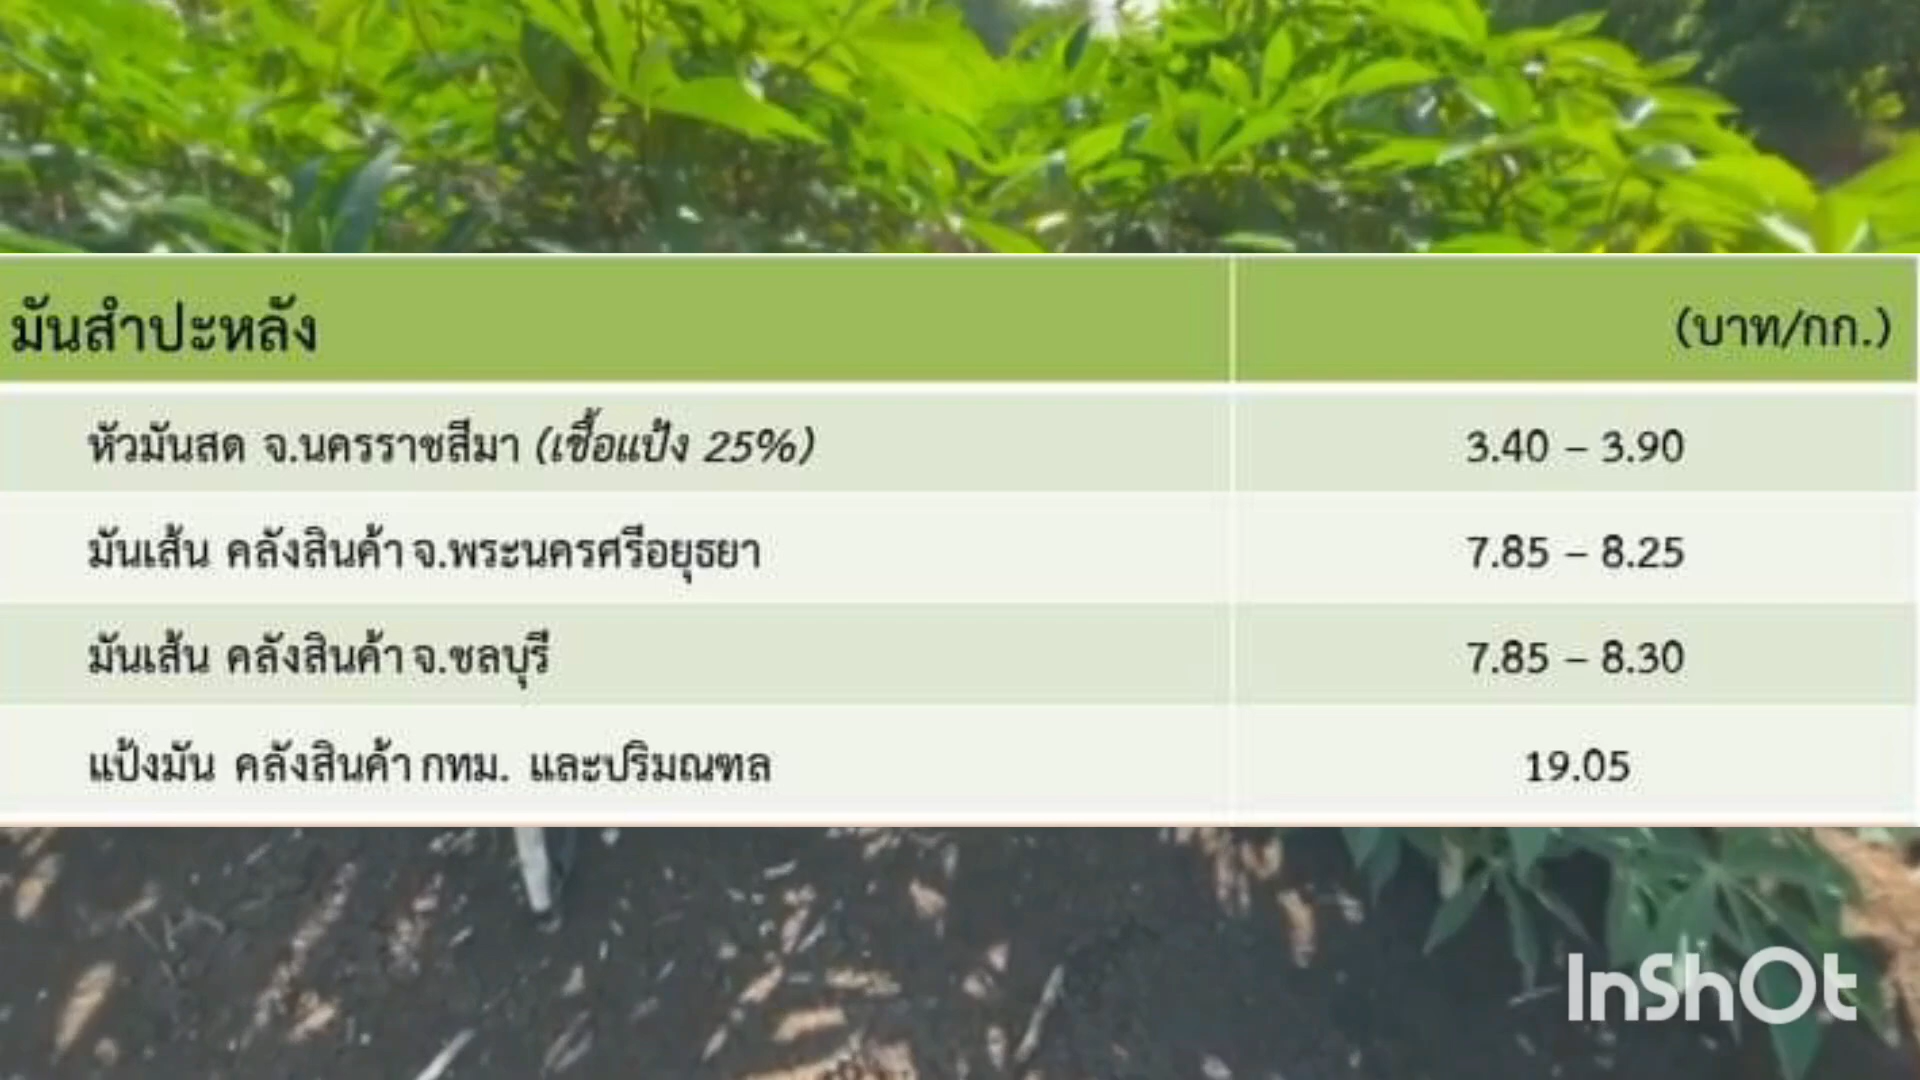 มันสำปะหลัง (บาท/กก.)
หัวมันสด จ.นครราชสีมา (เชื้อแป้ง 25%) 3.40 – 3.90
มันเส้น คลังสินค้า จ.พระนครศรีอยุธยา 7.85 – 8.25
มันเส้น คลังสินค้า จ.ชลบุรี 7.85 – 8.30
แป้งมัน คลังสินค้า กทม. และปริมณฑล 19.05
InShOt